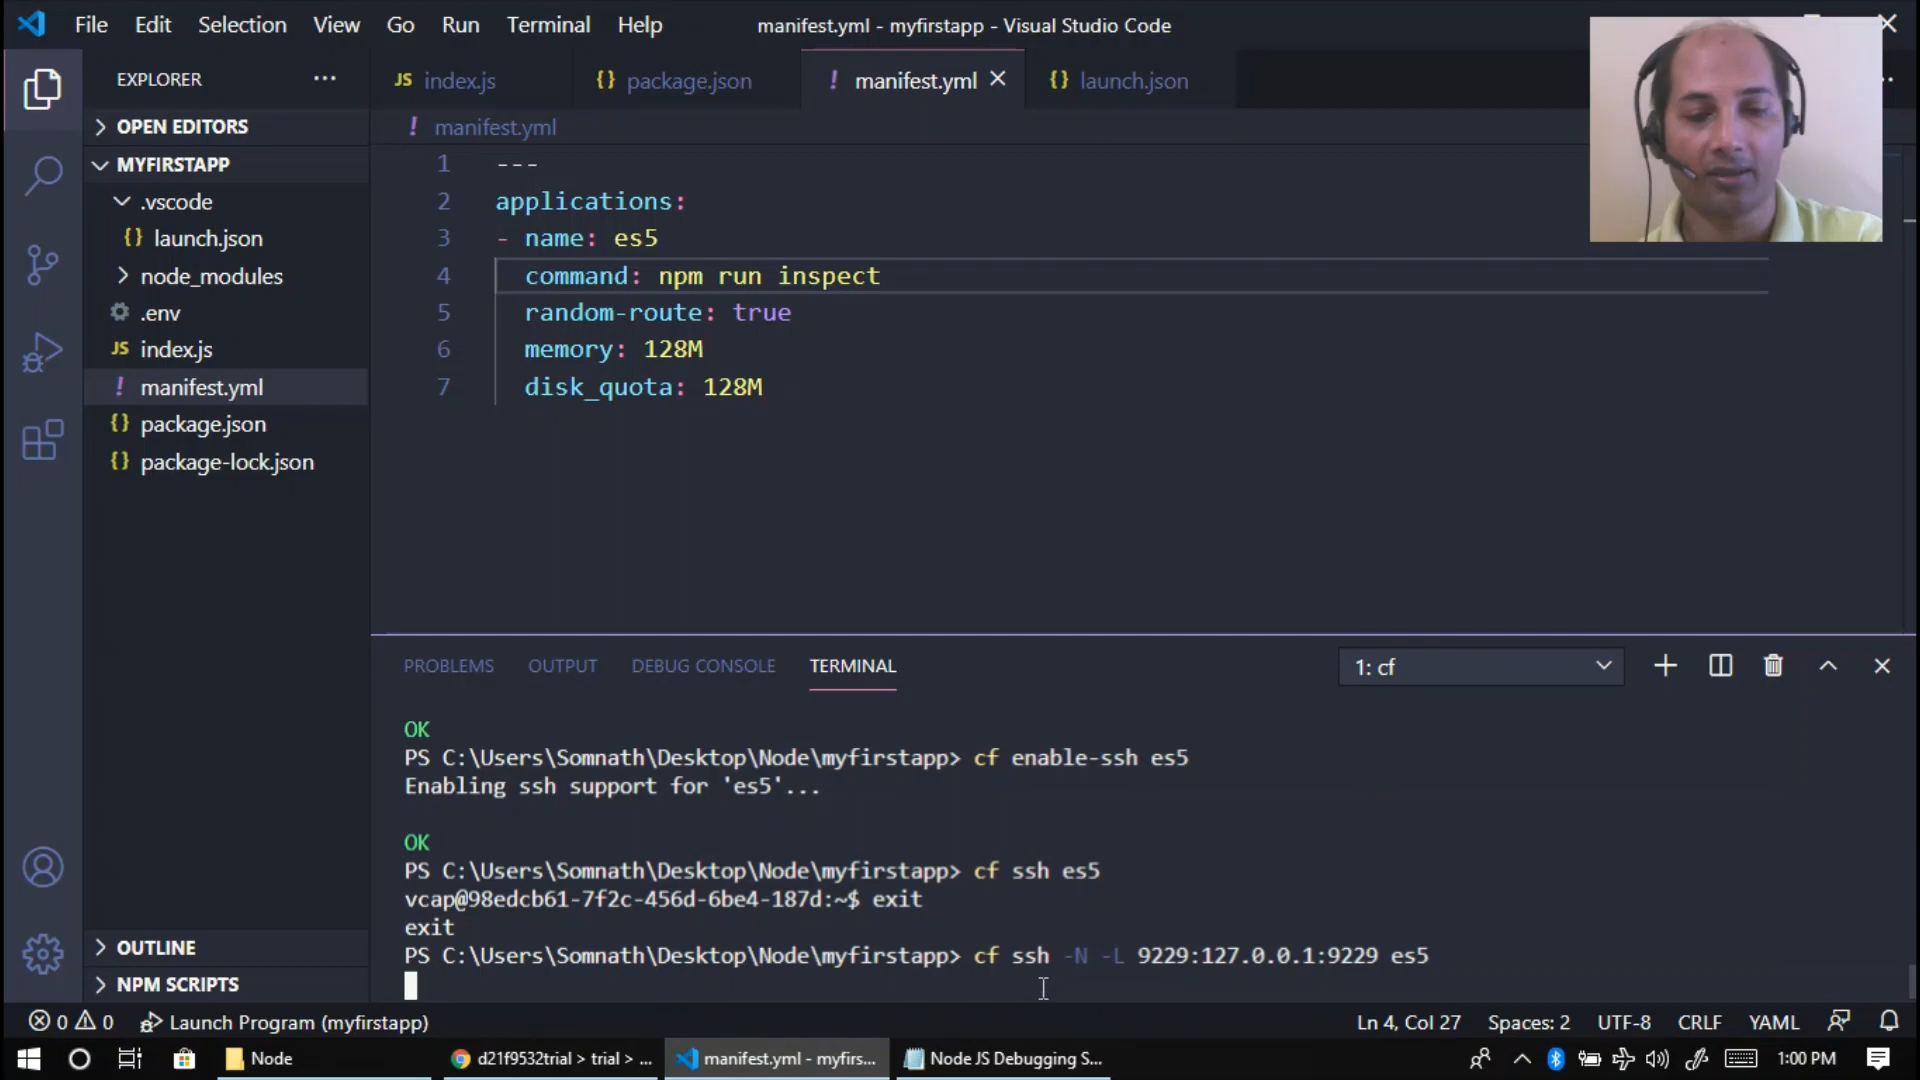 File Edit Selection View Go Run Terminal Help manifest.yml - myfirstapp - Visual Studio Code
EXPLORER ...
JS index.js {} package.json ! manifest.yml {} launch.json
OPEN EDITORS
! manifest.yml
MYFIRSTAPP
.vscode
{} launch.json
node_modules
.env
JS index.js
! manifest.yml
{} package.json
{} package-lock.json
OUTLINE
NPM SCRIPTS
1 ---
2 applications:
3 - name: es5
4 command: npm run inspect
5 random-route: true
6 memory: 128M
7 disk_quota: 128M
PROBLEMS OUTPUT DEBUG CONSOLE TERMINAL 1: cf
OK
PS C:\Users\Somnath\Desktop\Node\myfirstapp> cf enable-ssh es5
Enabling ssh support for 'es5'...
OK
PS C:\Users\Somnath\Desktop\Node\myfirstapp> cf ssh es5
vcap@98edcb61-7f2c-456d-6be4-187d:~$ exit
exit
PS C:\Users\Somnath\Desktop\Node\myfirstapp> cf ssh -N -L 9229:127.0.0.1:9229 es5
0 0 Launch Program (myfirstapp) Ln 4, Col 27 Spaces: 2 UTF-8 CRLF YAML
Node d21f9532trial > trial > ... manifest.yml - myfirs... Node JS Debugging S... 1:00 PM